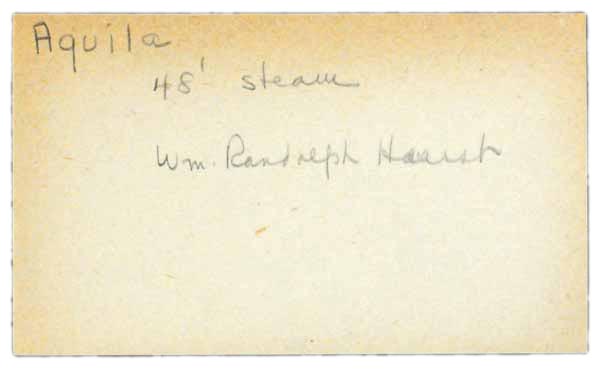 Aquila
48' steam
Wm. Randolph Hearst